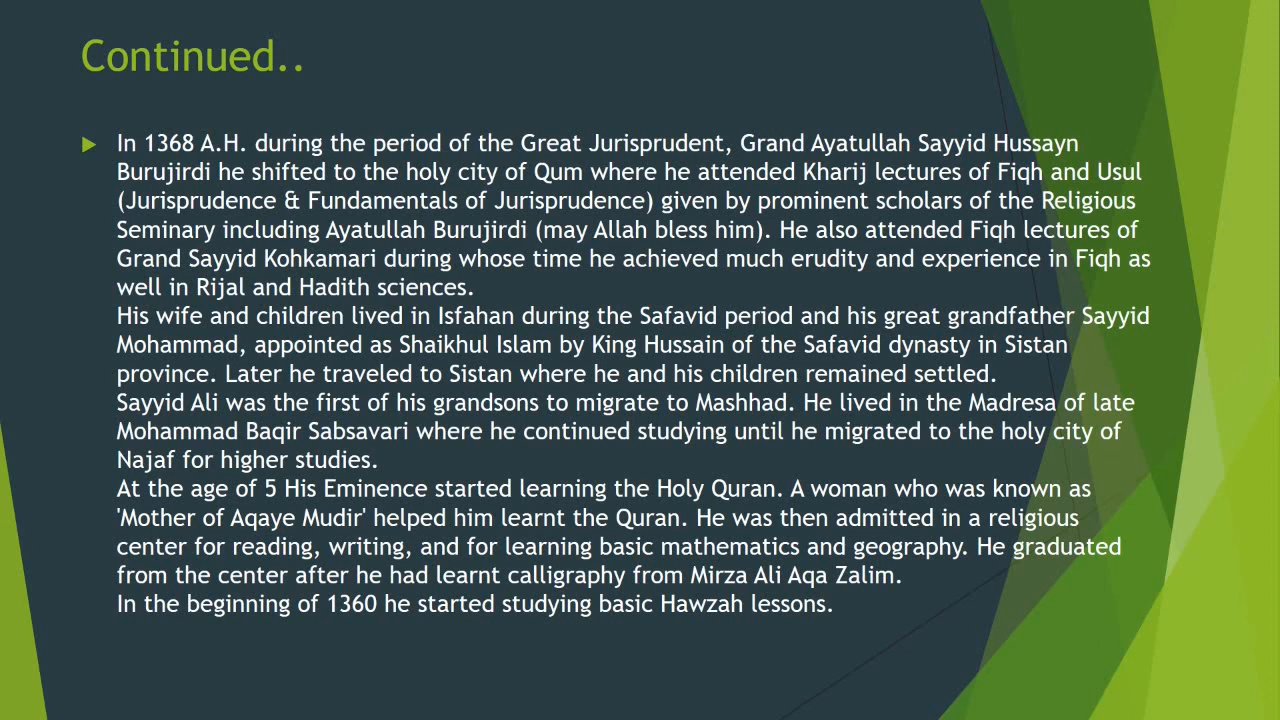 Continued..
In 1368 A.H. during the period of the Great Jurisprudent, Grand Ayatullah Sayyid Hussayn
Burujirdi he shifted to the holy city of Qum where he attended Kharij lectures of Fiqh and Usul
(Jurisprudence & Fundamentals of Jurisprudence) given by prominent scholars of the Religious
Seminary including Ayatullah Burujirdi (may Allah bless him). He also attended Fiqh lectures of
Grand Sayyid Kohkamari during whose time he achieved much erudity and experience in Fiqh as
well in Rijal and Hadith sciences.
His wife and children lived in Isfahan during the Safavid period and his great grandfather Sayyid
Mohammad, appointed as Shaikhul Islam by King Hussain of the Safavid dynasty in Sistan
province. Later he traveled to Sistan where he and his children remained settled.
Sayyid Ali was the first of his grandsons to migrate to Mashhad. He lived in the Madresa of late
Mohammad Baqir Sabsavari where he continued studying until he migrated to the holy city of
Najaf for higher studies.
At the age of 5 His Eminence started learning the Holy Quran. A woman who was known as
'Mother of Aqaye Mudir' helped him learnt the Quran. He was then admitted in a religious
center for reading, writing, and for learning basic mathematics and geography. He graduated
from the center after he had learnt calligraphy from Mirza Ali Aqa Zalim.
In the beginning of 1360 he started studying basic Hawzah lessons.